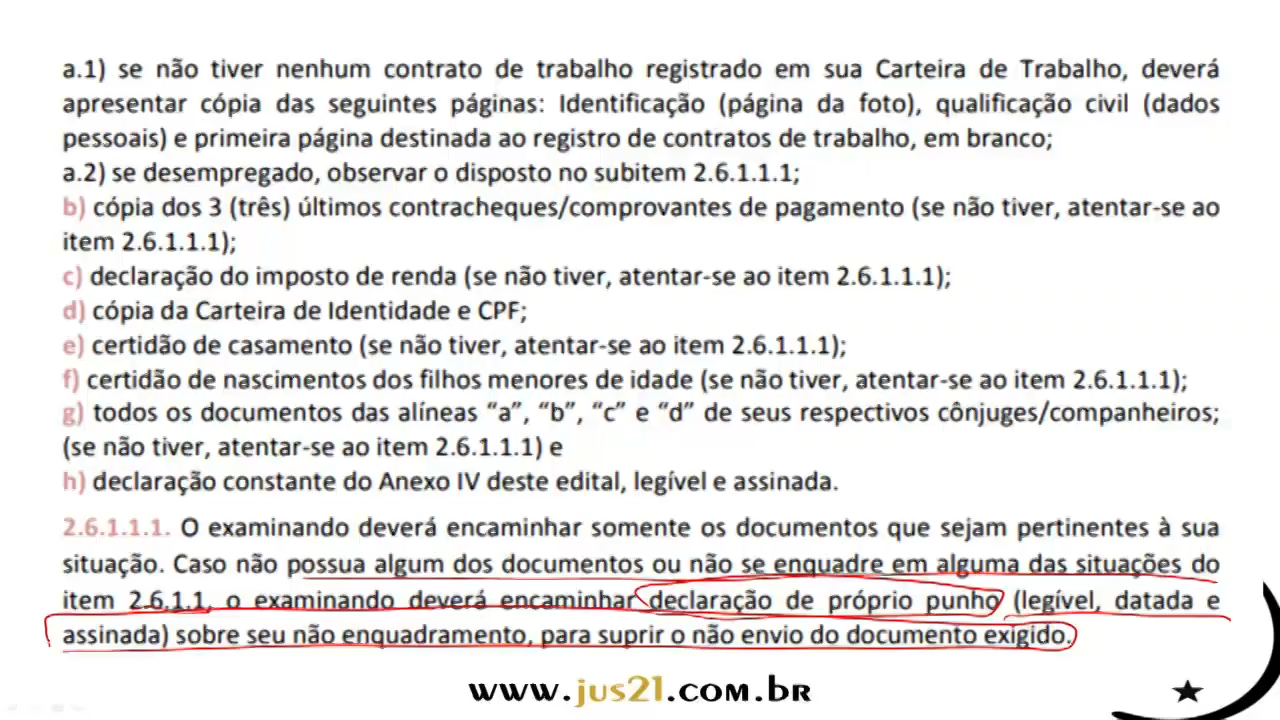 a.1) se não tiver nenhum contrato de trabalho registrado em sua Carteira de Trabalho, deverá
apresentar cópia das seguintes páginas: Identificação (página da foto), qualificação civil (dados
pessoais) e primeira página destinada ao registro de contratos de trabalho, em branco;
a.2) se desempregado, observar o disposto no subitem 2.6.1.1.1;
b) cópia dos 3 (três) últimos contracheques/comprovantes de pagamento (se não tiver, atentar-se ao
item 2.6.1.1.1);
c) declaração do imposto de renda (se não tiver, atentar-se ao item 2.6.1.1.1);
d) cópia da Carteira de Identidade e CPF;
e) certidão de casamento (se não tiver, atentar-se ao item 2.6.1.1.1);
f) certidão de nascimentos dos filhos menores de idade (se não tiver, atentar-se ao item 2.6.1.1.1);
g) todos os documentos das alíneas “a”, “b”, “c” e “d” de seus respectivos cônjuges/companheiros;
(se não tiver, atentar-se ao item 2.6.1.1.1) e
h) declaração constante do Anexo IV deste edital, legível e assinada.
2.6.1.1.1. O examinando deverá encaminhar somente os documentos que sejam pertinentes à sua
situação. Caso não possua algum dos documentos ou não se enquadre em alguma das situações do
item 2.6.1.1, o examinando deverá encaminhar declaração de próprio punho (legível, datada e
assinada) sobre seu não enquadramento, para suprir o não envio do documento exigido.
www.jus21.com.br